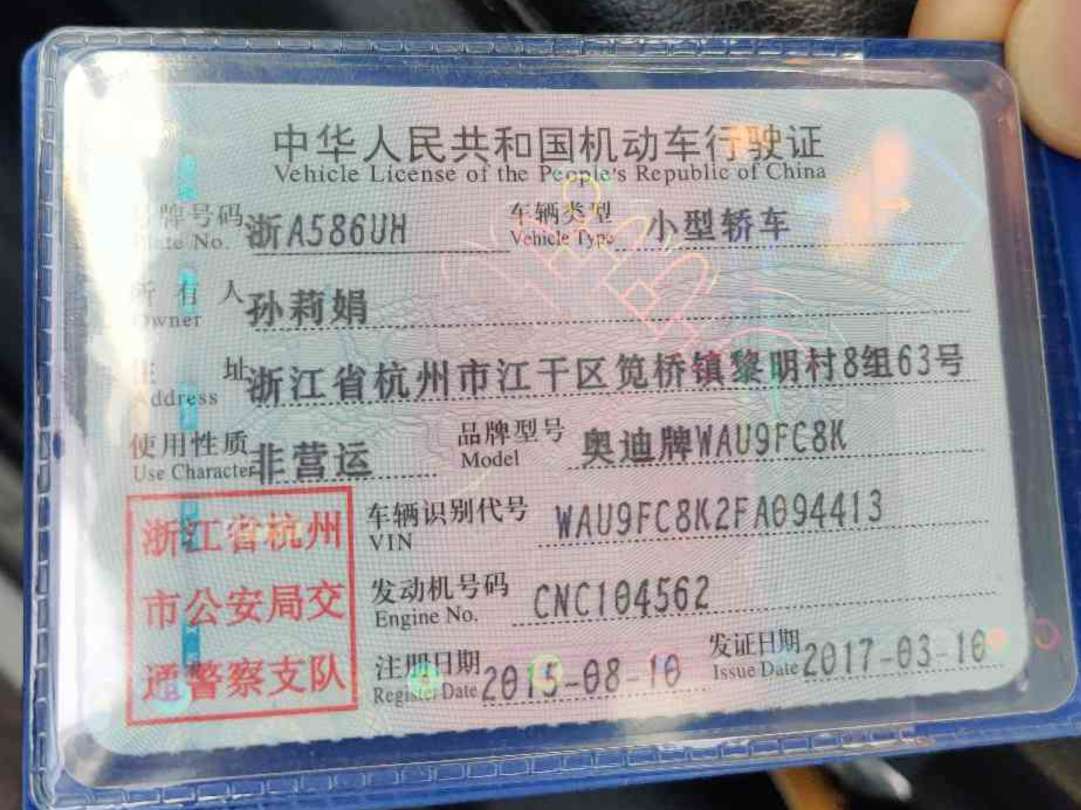 中华人民共和国机动车行驶证
Vehicle License of the People's Republic of China
号牌号码 浙A586UH 车辆类型 小型轿车
Plate No. Vehicle Type
所有人 孙莉娟
Owner
住址 浙江省杭州市江干区笕桥镇黎明村8组63号
Address
使用性质 非营运 品牌型号 奥迪牌WAU9FC8K
Use Character Model
浙江省杭州 车辆识别代号 WAU9FC8K2FA094413
VIN
市公安局交 发动机号码 CNC104562
Engine No.
通警察支队 注册日期 2015-08-10 发证日期 2017-03-10
Register Date Issue Date